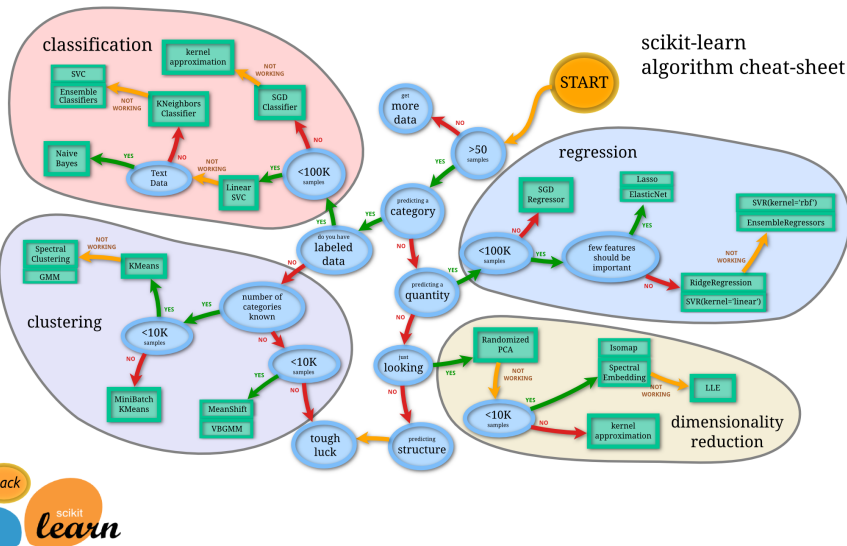 scikit-learn
algorithm cheat-sheet
START
classification
kernel
approximation
NOT
WORKING
SVC
Ensemble
Classifiers
NOT
WORKING
KNeighbors
Classifier
SGD
Classifier
NO
Naive
Bayes
YES
Text
Data
NO
NOT
WORKING
Linear
SVC
YES
<100K
samples
YES
get
more
data
NO
>50
samples
YES
predicting a
category
YES
NO
do you have
labeled
data
NO
predicting a
quantity
YES
NO
just
looking
YES
NO
predicting
structure
tough
luck
regression
SGD
Regressor
NO
<100K
samples
YES
few features
should be
important
YES
Lasso
ElasticNet
NO
RidgeRegression
SVR(kernel='linear')
NOT
WORKING
SVR(kernel='rbf')
EnsembleRegressors
clustering
Spectral
Clustering
GMM
NOT
WORKING
KMeans
YES
<10K
samples
NO
MiniBatch
KMeans
YES
number of
categories
known
NO
<10K
samples
YES
NO
MeanShift
VBGMM
dimensionality
reduction
Randomized
PCA
NOT
WORKING
<10K
samples
YES
NO
Isomap
Spectral
Embedding
NOT
WORKING
LLE
kernel
approximation
ack
scikit
learn